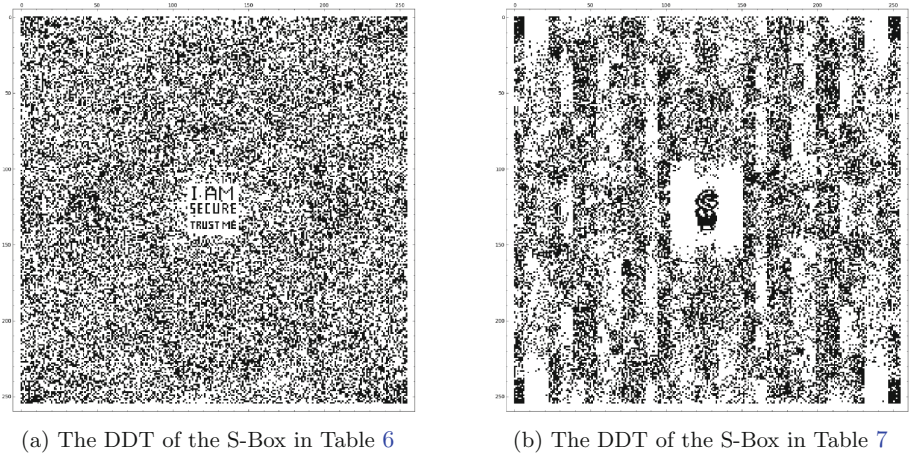 0 50 100 150 200 250
0 50 100 150 200 250
0
50
100
150
200
250
0
50
100
150
200
250
I AM
SECURE
TRUST ME
(a) The DDT of the S-Box in Table 6
(b) The DDT of the S-Box in Table 7